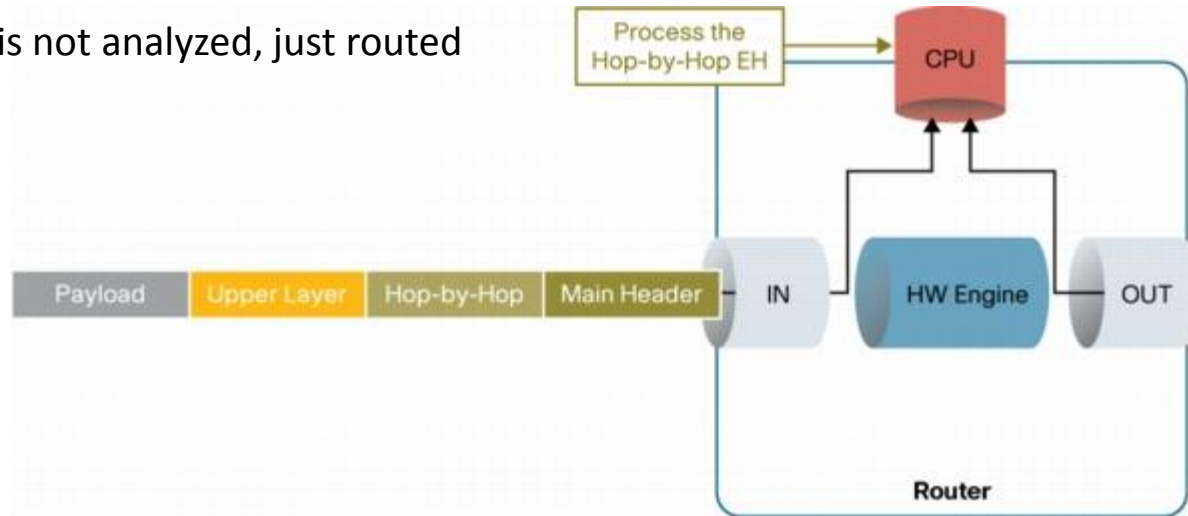 is not analyzed, just routed
Process the
Hop-by-Hop EH
CPU
Payload
Upper Layer
Hop-by-Hop
Main Header
IN
HW Engine
OUT
Router